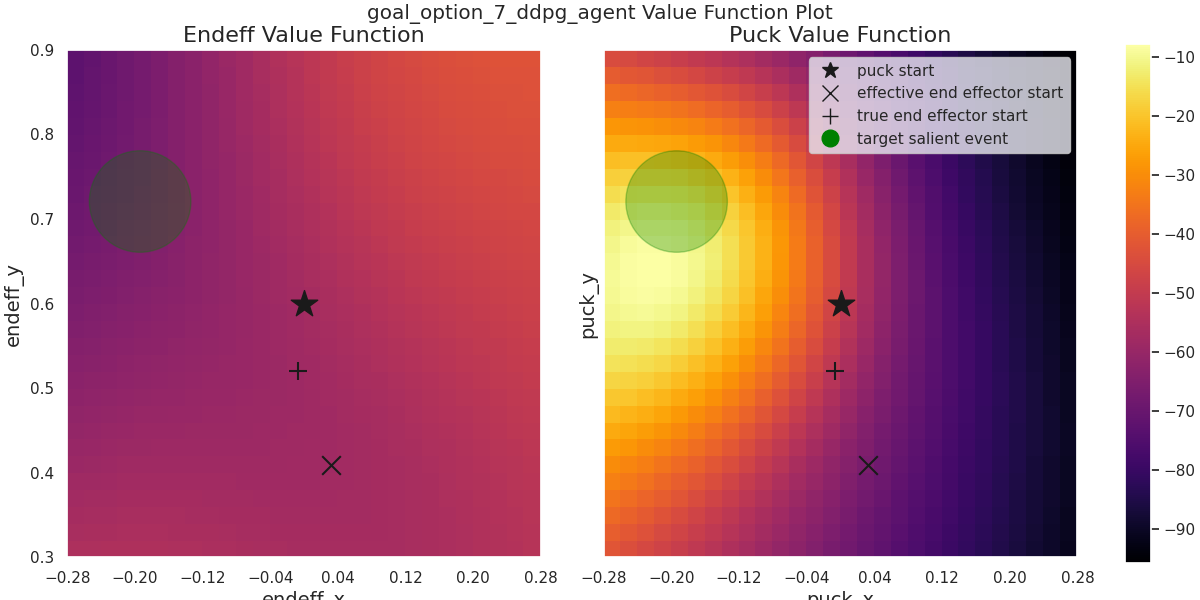 goal_option_7_ddpg_agent Value Function Plot
Endeff Value Function
Puck Value Function
puck start
effective end effector start
true end effector start
target salient event
endeff_y
0.9
0.8
0.7
0.6
0.5
0.4
0.3
−0.28 −0.20 −0.12 −0.04 0.04 0.12 0.20 0.28
endeff_x
puck_y
−0.28 −0.20 −0.12 −0.04 0.04 0.12 0.20 0.28
puck_x
−10
−20
−30
−40
−50
−60
−70
−80
−90